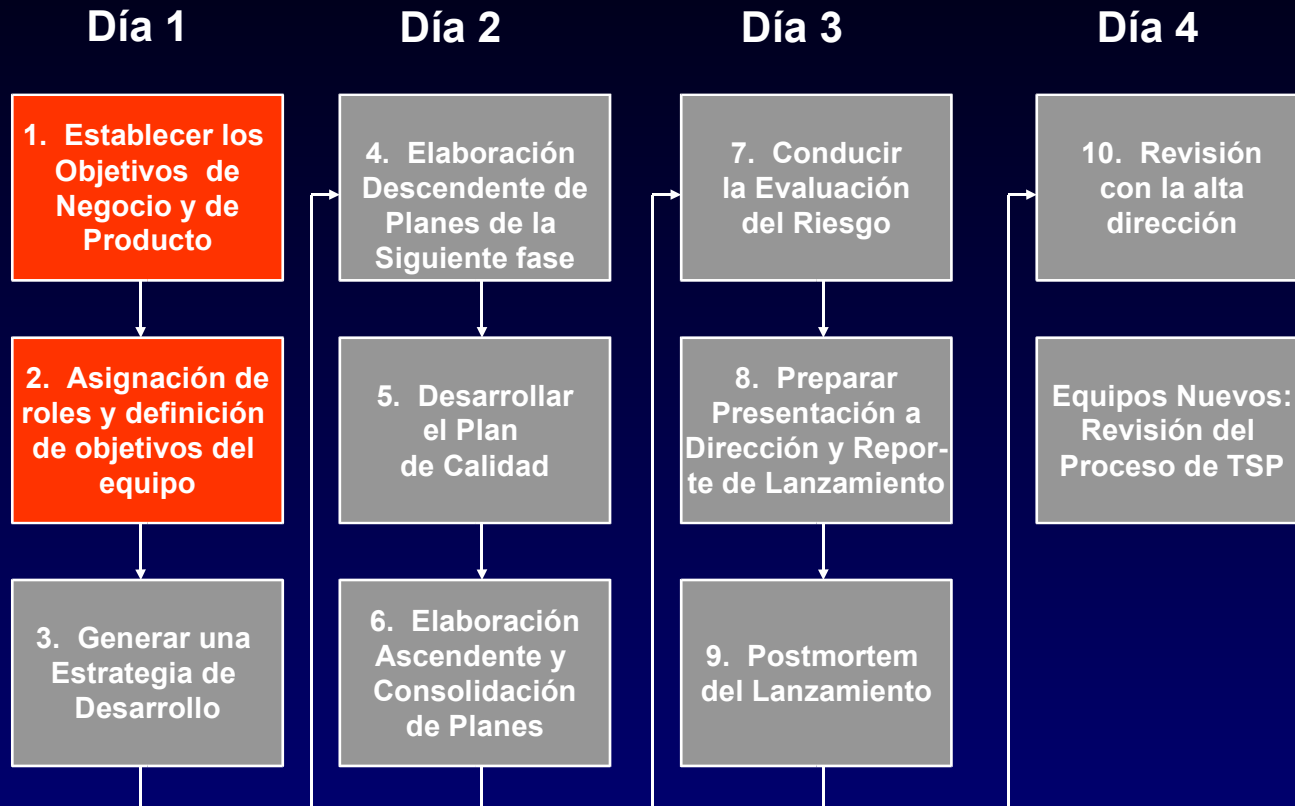 Día 1
1. Establecer los
Objetivos de
Negocio y de
Producto
2. Asignación de
roles y definición
de objetivos del
equipo
3. Generar una
Estrategia de
Desarrollo
Día 2
4. Elaboración
Descendente de
Planes de la
Siguiente fase
5. Desarrollar
el Plan
de Calidad
6. Elaboración
Ascendente y
Consolidación
de Planes
Día 3
7. Conducir
la Evaluación
del Riesgo
8. Preparar
Presentación a
Dirección y Repor-
te de Lanzamiento
9. Postmortem
del Lanzamiento
Día 4
10. Revisión
con la alta
dirección
Equipos Nuevos:
Revisión del
Proceso de TSP